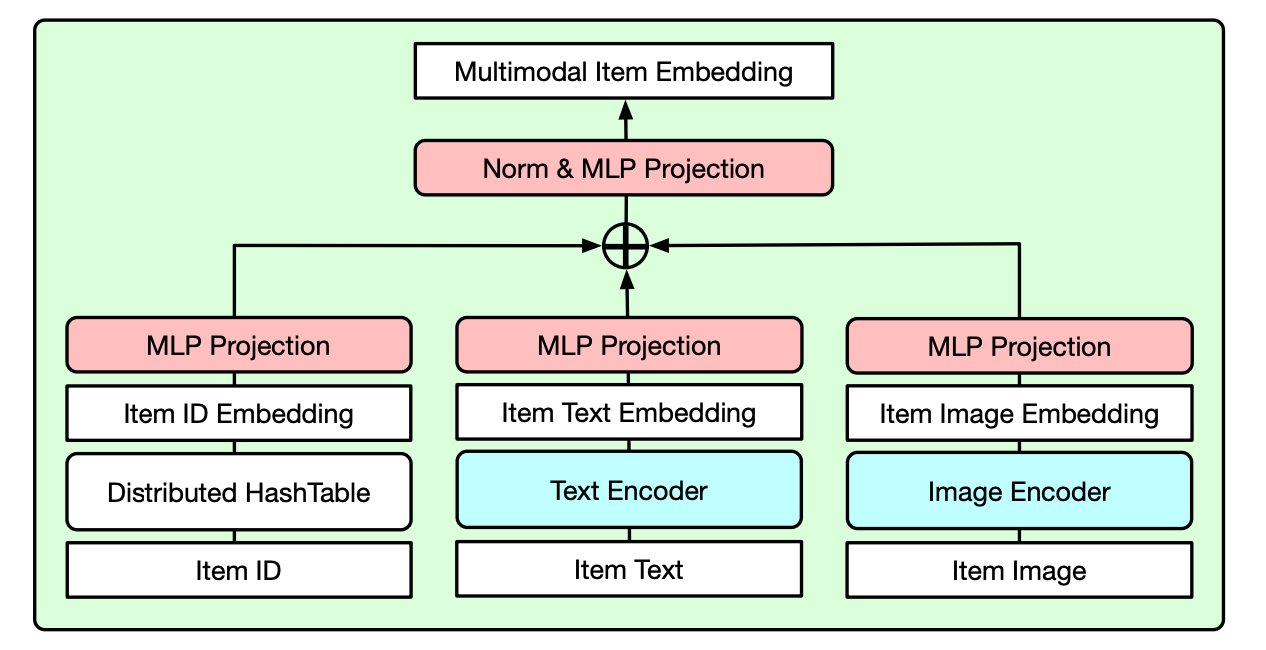 Multimodal Item Embedding
Norm & MLP Projection
MLP Projection
MLP Projection
MLP Projection
Item ID Embedding
Item Text Embedding
Item Image Embedding
Distributed HashTable
Text Encoder
Image Encoder
Item ID
Item Text
Item Image